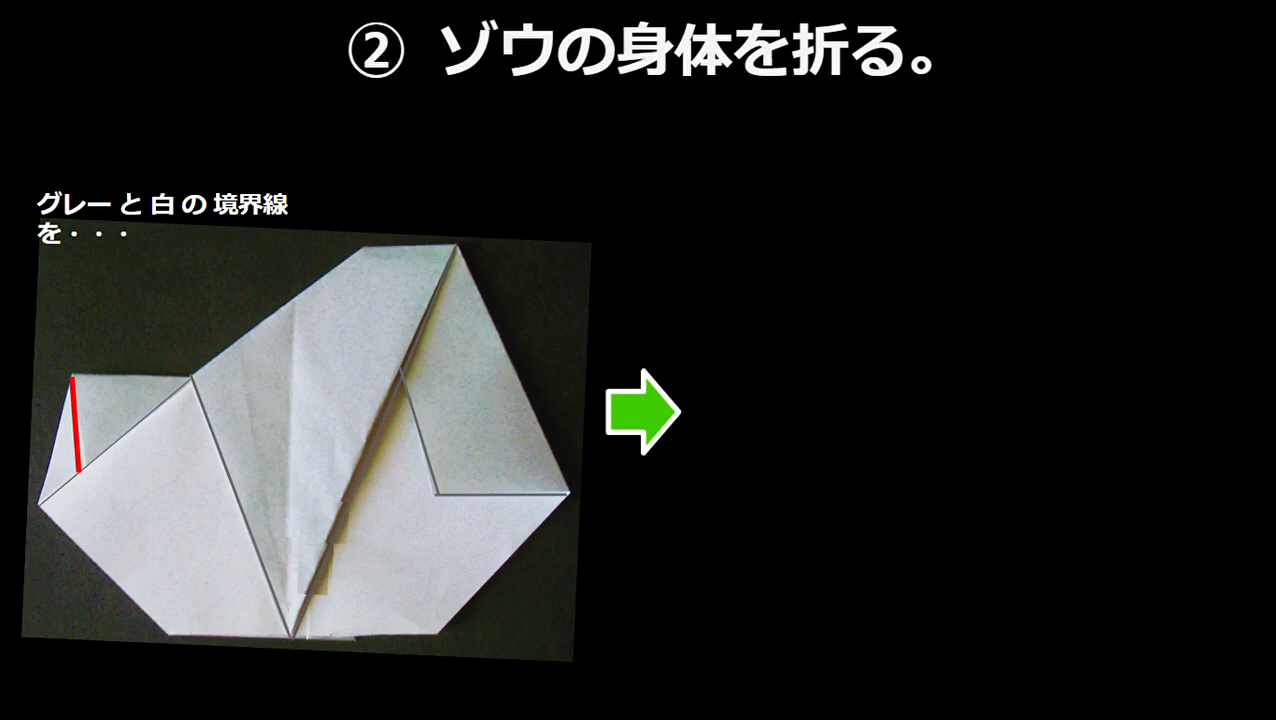 ② ゾウの身体を折る。
グレー と 白 の 境界線
を・・・